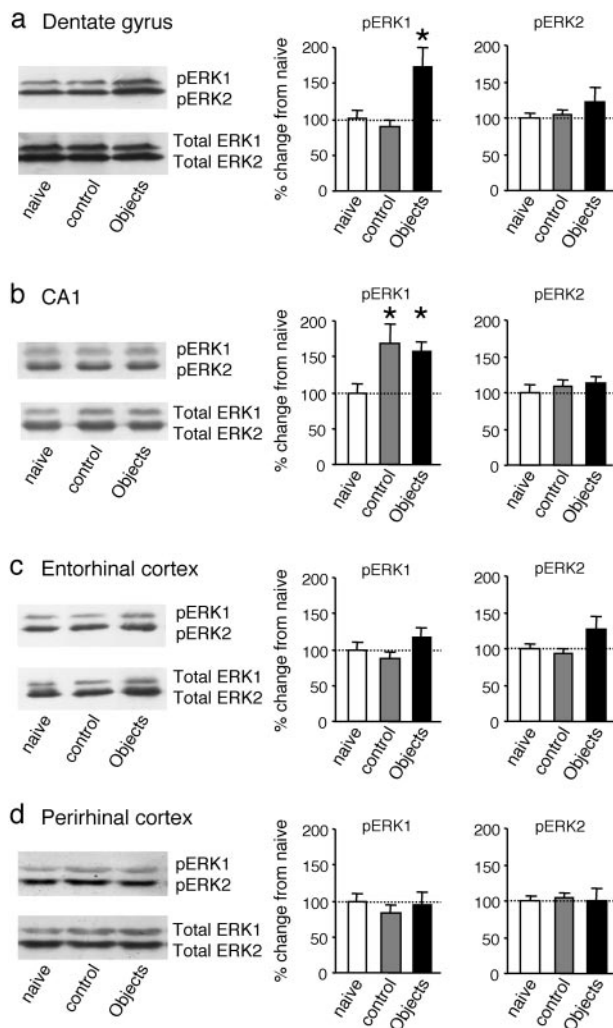 a Dentate gyrus
pERK1
pERK2
Total ERK1
Total ERK2
naive
control
Objects
pERK1
*
% change from naive
200
150
100
50
0
naive
control
Objects
pERK2
200
150
100
50
0
naive
control
Objects
b CA1
pERK1
pERK2
Total ERK1
Total ERK2
naive
control
Objects
pERK1
* *
% change from naive
200
150
100
50
0
naive
control
Objects
pERK2
200
150
100
50
0
naive
control
Objects
c Entorhinal cortex
pERK1
pERK2
Total ERK1
Total ERK2
naive
control
Objects
pERK1
% change from naive
200
150
100
50
0
naive
control
Objects
pERK2
200
150
100
50
0
naive
control
Objects
d Perirhinal cortex
pERK1
pERK2
Total ERK1
Total ERK2
naive
control
Objects
pERK1
% change from naive
200
150
100
50
0
naive
control
Objects
pERK2
200
150
100
50
0
naive
control
Objects